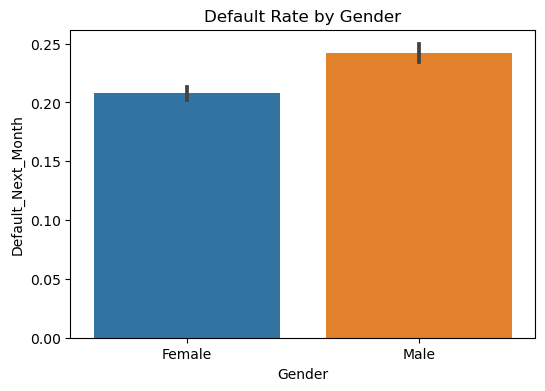 Default Rate by Gender
Default_Next_Month
0.25
0.20
0.15
0.10
0.05
0.00
Female
Male
Gender